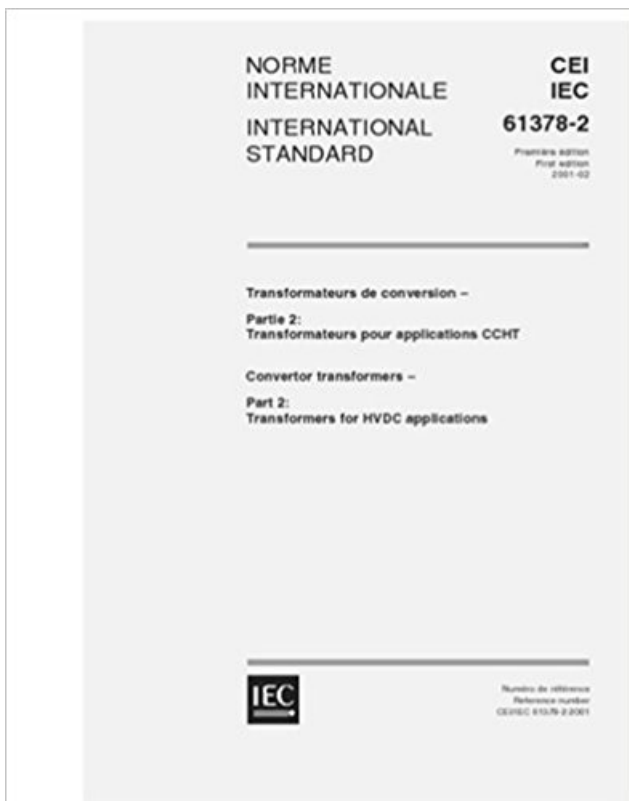 NORME
INTERNATIONALE
CEI
IEC
INTERNATIONAL
STANDARD
61378-2
Première édition
First edition
2001-02
Transformateurs de conversion –
Partie 2:
Transformateurs pour applications CCHT
Convertor transformers –
Part 2:
Transformers for HVDC applications
IEC
Numéro de référence
Reference number
CEI/IEC 61378-2:2001